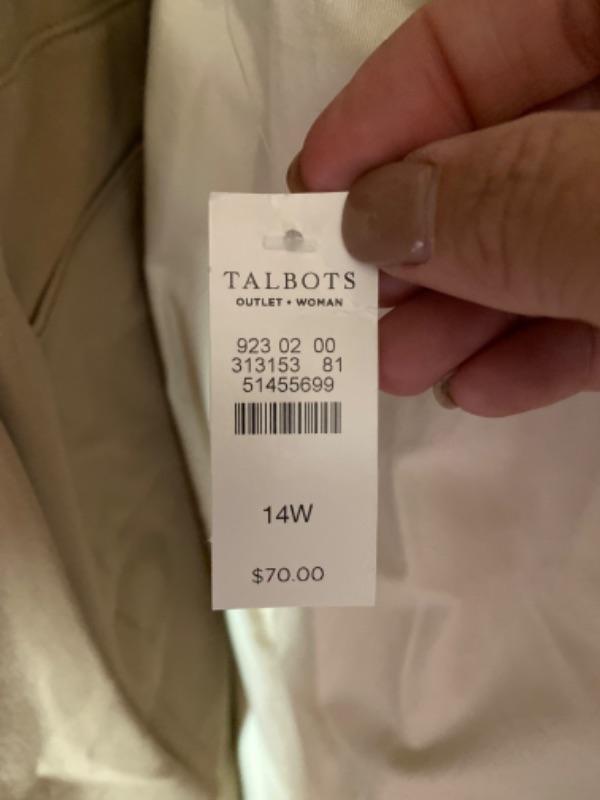 TALBOTS
OUTLET • WOMAN
923 02 00
313153 81
51455699
14W
$70.00